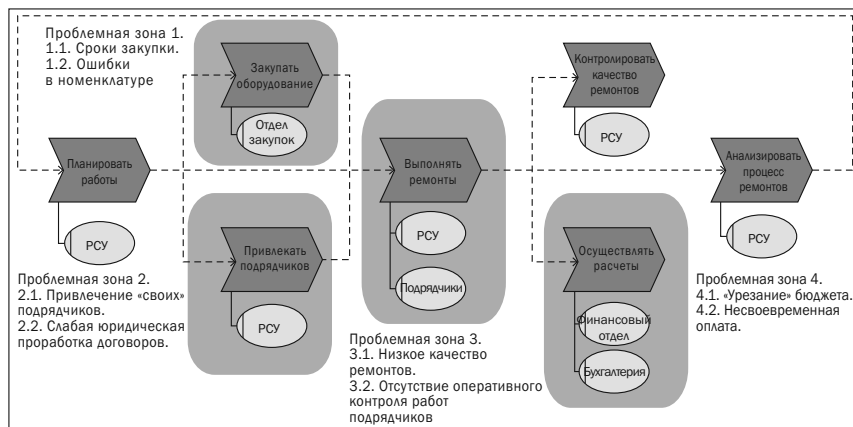 Проблемная зона 1.
1.1. Сроки закупки.
1.2. Ошибки
в номенклатуре
Закупать
оборудование
Отдел
закупок
Контролировать
качество
ремонтов
РСУ
Планировать
работы
РСУ
Выполнять
ремонты
РСУ
Подрядчики
Анализировать
процесс
ремонтов
РСУ
Привлекать
подрядчиков
РСУ
Осуществлять
расчеты
Финансовый
отдел
Бухгалтерия
Проблемная зона 2.
2.1. Привлечение «своих»
подрядчиков.
2.2. Слабая юридическая
проработка договоров.
Проблемная зона 3.
3.1. Низкое качество
ремонтов.
3.2. Отсутствие оперативного
контроля работ
подрядчиков
Проблемная зона 4.
4.1. «Урезание» бюджета.
4.2. Несвоевременная
оплата.